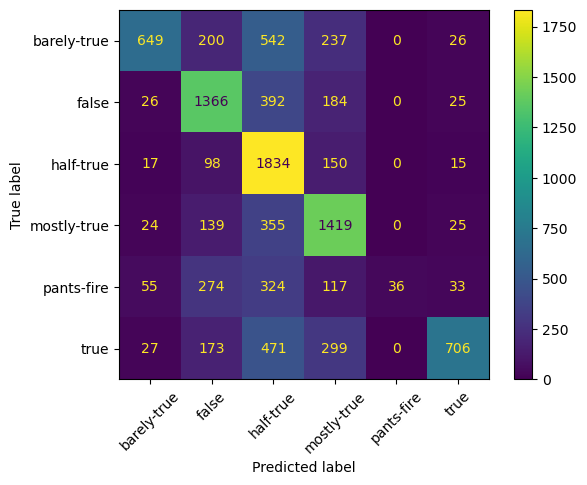 True label
barely-true 649 200 542 237 0 26
false 26 1366 392 184 0 25
half-true 17 98 1834 150 0 15
mostly-true 24 139 355 1419 0 25
pants-fire 55 274 324 117 36 33
true 27 173 471 299 0 706
barely-true false half-true mostly-true pants-fire true
Predicted label
1750
1500
1250
1000
750
500
250
0